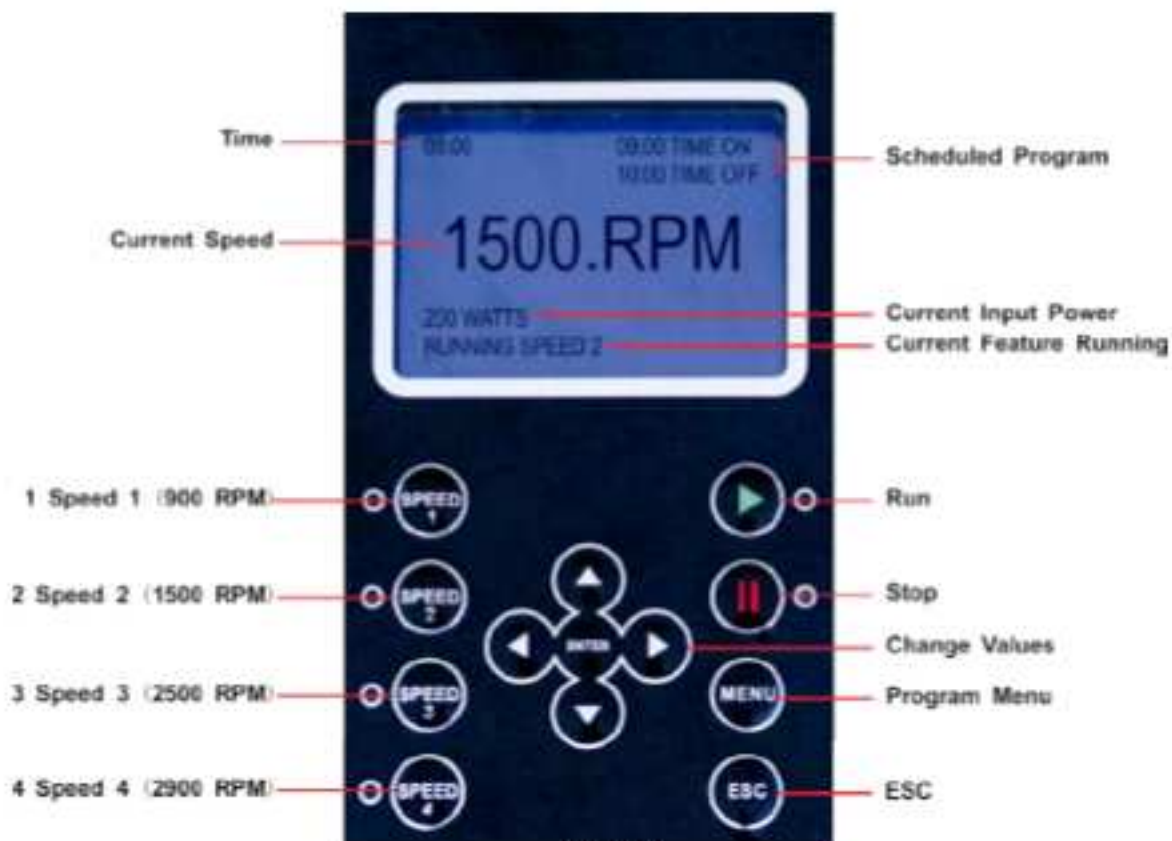 Time
09:00 TIME ON
Scheduled Program
10:00 TIME OFF
Current Speed
1500.RPM
Current Input Power
WATTS
Current Feature Running
RUNNING SPEED 2
1 Speed 1 (900 RPM)
SPEED
1
Run
2 Speed 2 (1500 RPM)
SPEED
2
Stop
ENTER
Change Values
3 Speed 3 (2500 RPM)
SPEED
3
MENU
Program Menu
4 Speed 4 (2900 RPM)
SPEED
4
ESC
ESC